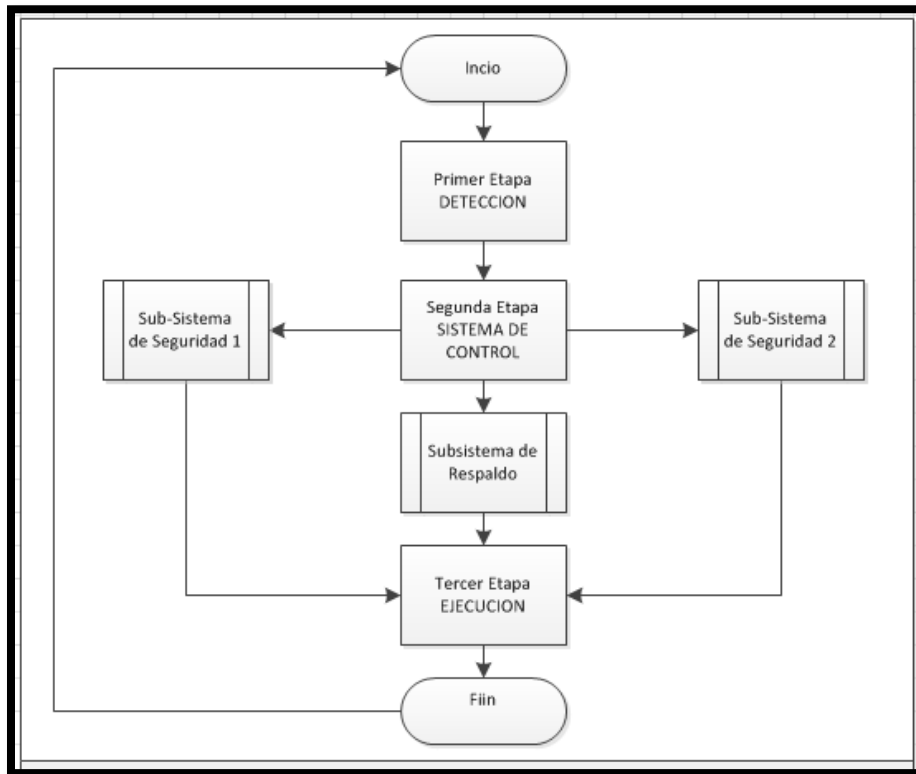 Incio
Primer Etapa
DETECCION
Sub-Sistema
de Seguridad 1
Segunda Etapa
SISTEMA DE
CONTROL
Sub-Sistema
de Seguridad 2
Subsistema de
Respaldo
Tercer Etapa
EJECUCION
Fiin